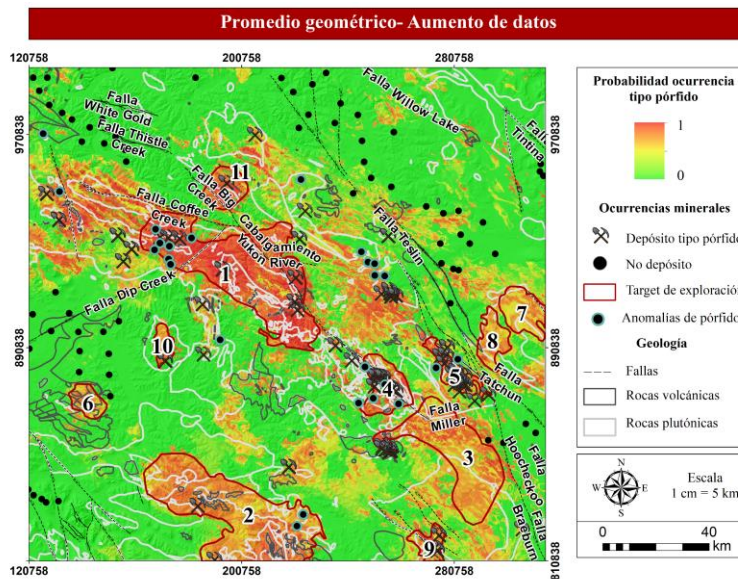 Promedio geométrico- Aumento de datos
120758
200758
280758
970838
970838
890838
890838
810838
120758
200758
280758
Falla
White Gold
Falla Thistle
Creek
Falla Willow Lake
Falla
Tintina
Falla Big
Creek
Falla Coffee
Creek
Cabalgamiento
Yukon River
Falla Teslin
Falla Dip Creek
Falla
Tatchun
Falla
Miller
Falla
Hoocheekoo
Falla
Braeburn
11
1
7
8
10
5
4
6
3
2
9
Probabilidad ocurrencia
tipo pórfido
1
0
Ocurrencias minerales
Depósito tipo pórfido
No depósito
Target de exploración
Anomalías de pórfido
Geología
Fallas
Rocas volcánicas
Rocas plutónicas
N
W
E
S
Escala
1 cm = 5 km
0
40
km